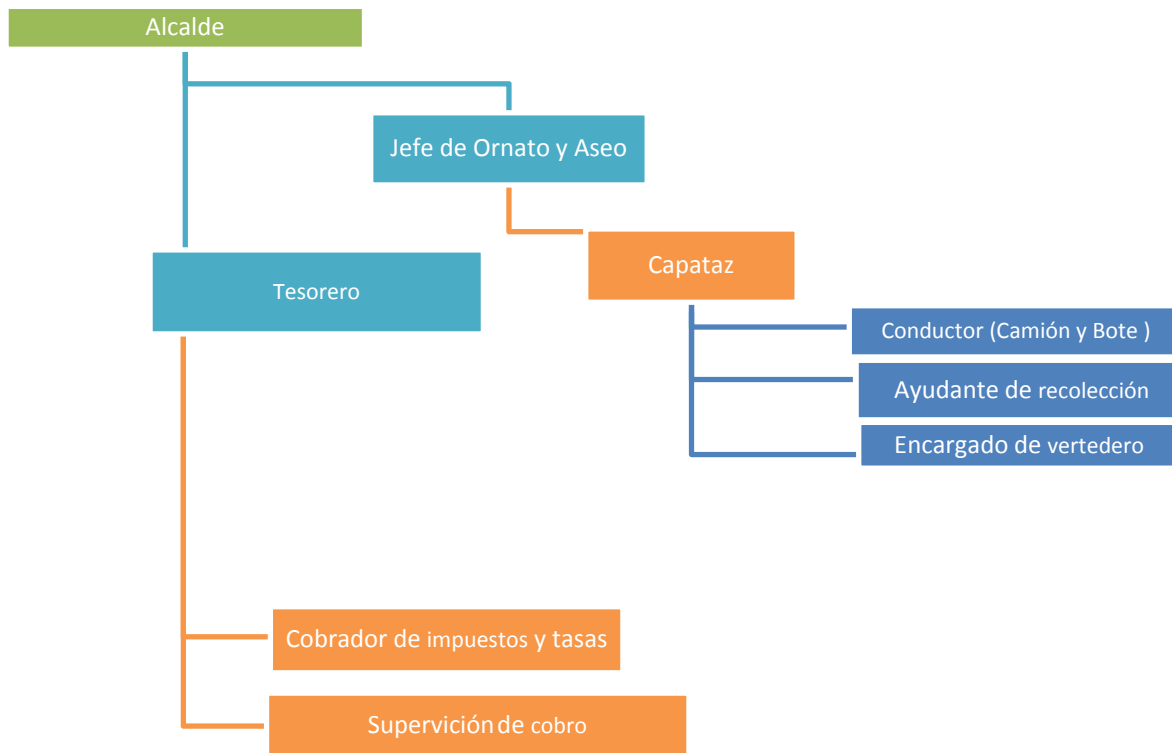 Alcalde
Jefe de Ornato y Aseo
Capataz
Tesorero
Conductor (Camión y Bote )
Ayudante de recolección
Encargado de vertedero
Cobrador de impuestos y tasas
Supervición de cobro